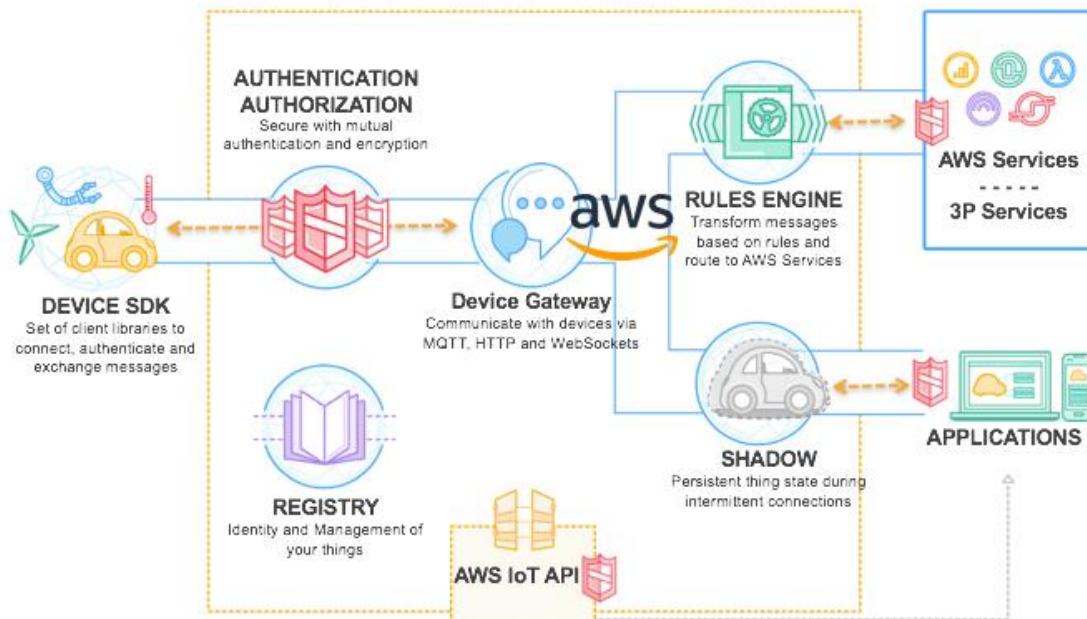 AUTHENTICATION
AUTHORIZATION
Secure with mutual
authentication and encryption
DEVICE SDK
Set of client libraries to
connect, authenticate and
exchange messages
aws
Device Gateway
Communicate with devices via
MQTT, HTTP and WebSockets
RULES ENGINE
Transform messages
based on rules and
route to AWS Services
AWS Services
3P Services
REGISTRY
Identity and Management of
your things
SHADOW
Persistent thing state during
intermittent connections
APPLICATIONS
AWS IoT API